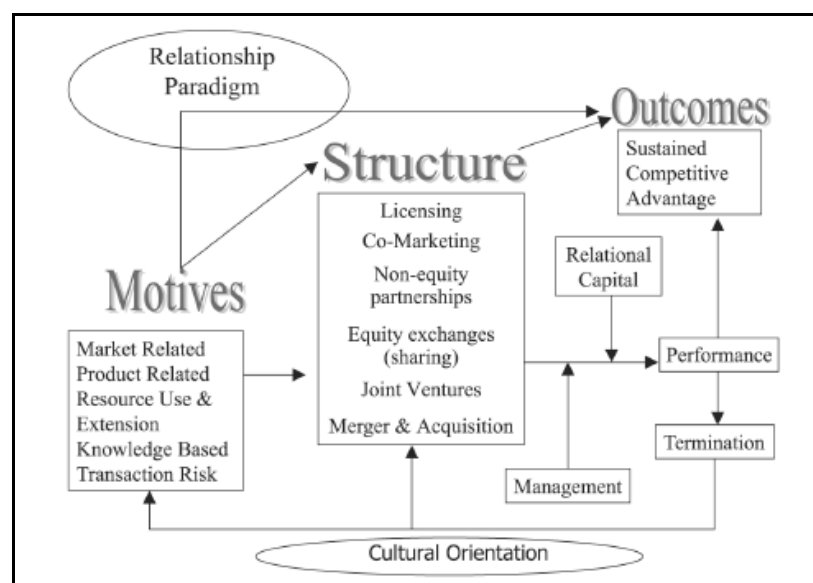 Relationship
Paradigm
Outcomes
Sustained
Competitive
Advantage
Structure
Licensing
Co-Marketing
Non-equity
partnerships
Equity exchanges
(sharing)
Joint Ventures
Merger & Acquisition
Relational
Capital
Motives
Market Related
Product Related
Resource Use &
Extension
Knowledge Based
Transaction Risk
Performance
Termination
Management
Cultural Orientation